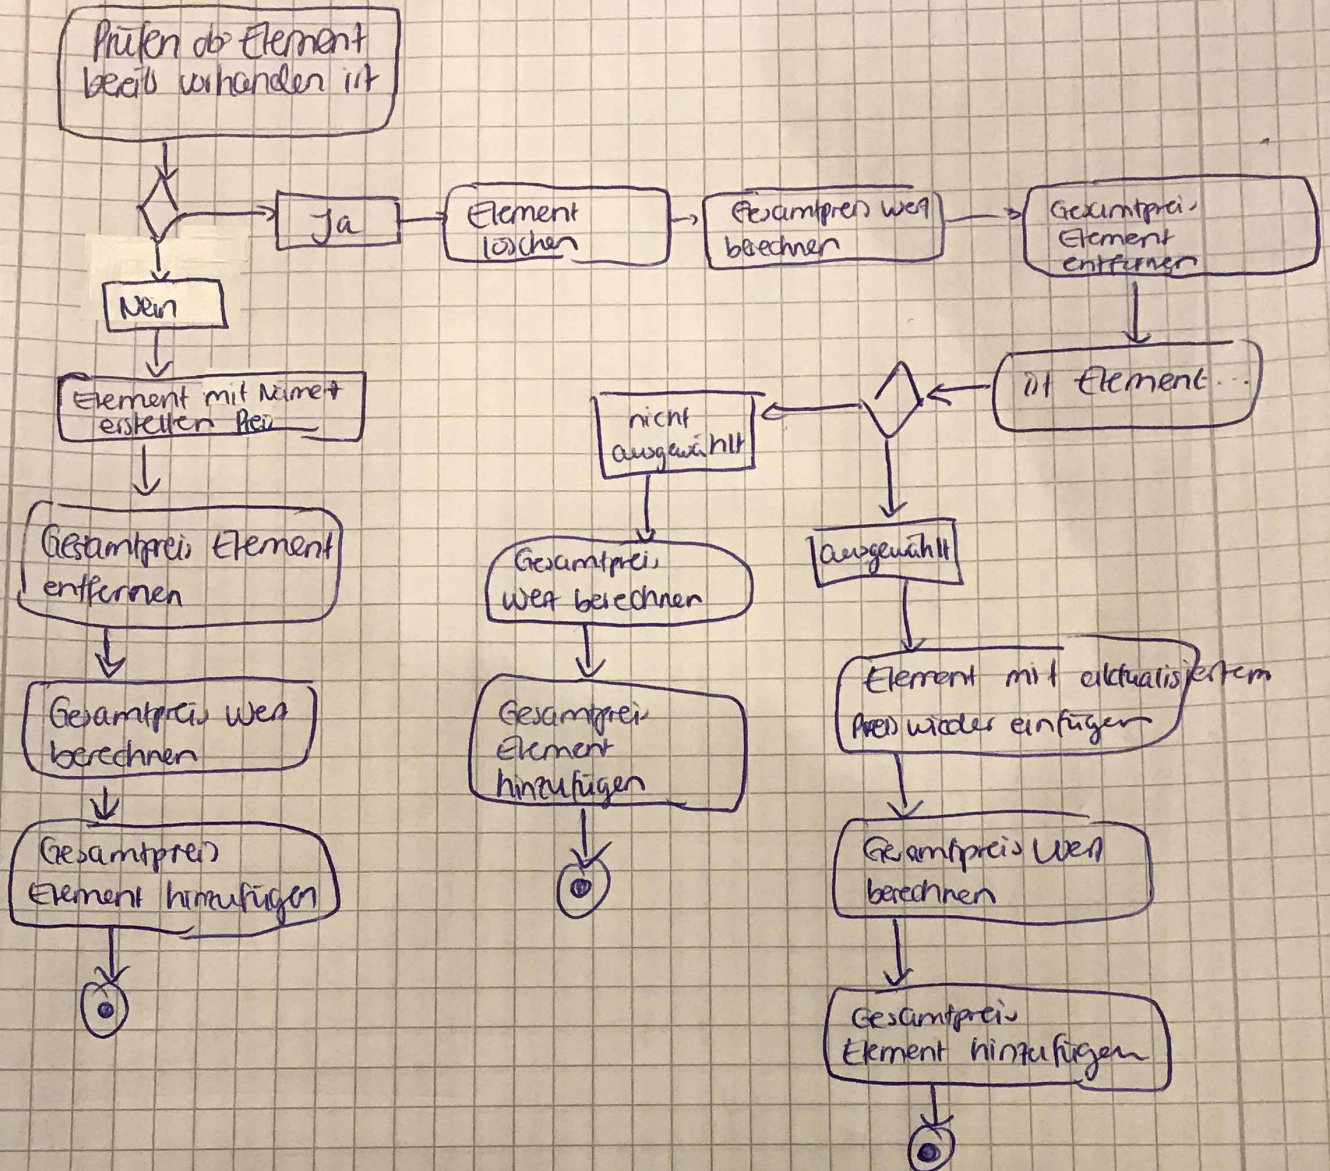 Prüfen ob Element
bereits vorhanden ist
Ja
Element
löschen
Gesamtpreis Wert
berechnen
Gesamtpreis
Element
entfernen
Nein
ist Element...
nicht
ausgewählt
Element mit Name+
erstellen Preis
ausgewählt
Gesamtpreis Element
entfernen
Gesamtpreis
Wert berechnen
Element mit aktualisiertem
Preis wieder einfügen
Gesamtpreis Wert
berechnen
Gesamtpreis
Element
hinzufügen
Gesamtpreis
Element hinzufügen
Gesamtpreis Wert
berechnen
Gesamtpreis
Element hinzufügen